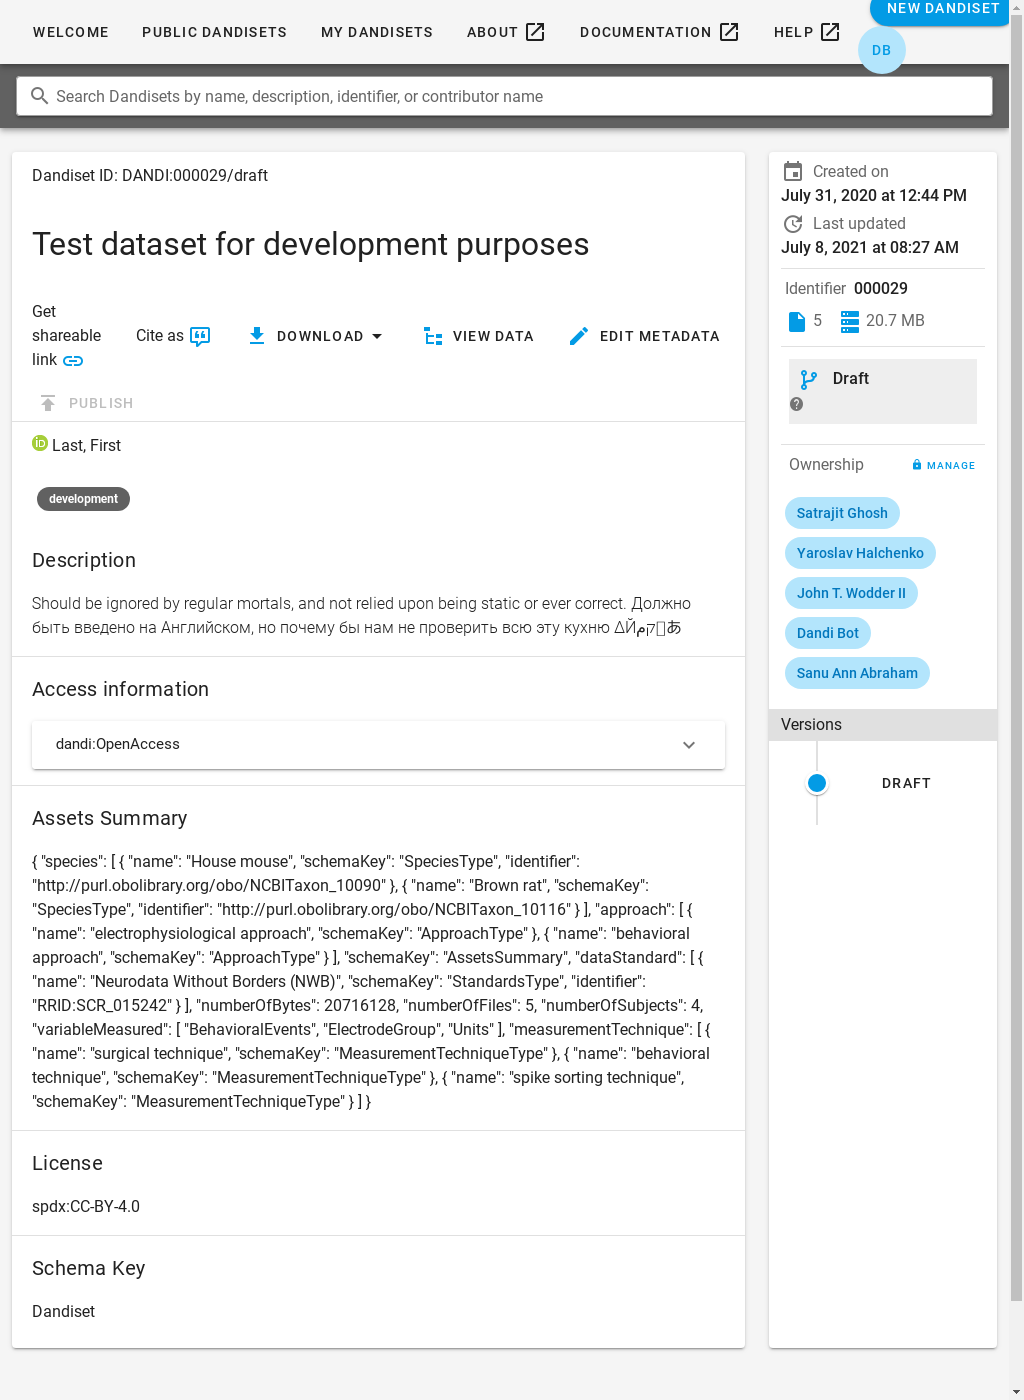 WELCOME PUBLIC DANDISETS MY DANDISETS ABOUT DOCUMENTATION HELP NEW DANDISET
DB
Search Dandisets by name, description, identifier, or contributor name
Dandiset ID: DANDI:000029/draft
Test dataset for development purposes
Get shareable link
Cite as
DOWNLOAD
VIEW DATA
EDIT METADATA
PUBLISH
iD Last, First
development
Description
Should be ignored by regular mortals, and not relied upon being static or ever correct. Должно
быть введено на Английском, но почему бы нам не проверить всю эту кухню ΔЙקم あ
Access information
dandi:OpenAccess
Assets Summary
{ "species": [ { "name": "House mouse", "schemaKey": "SpeciesType", "identifier":
"http://purl.obolibrary.org/obo/NCBITaxon_10090" }, { "name": "Brown rat", "schemaKey":
"SpeciesType", "identifier": "http://purl.obolibrary.org/obo/NCBITaxon_10116" } ], "approach": [ {
"name": "electrophysiological approach", "schemaKey": "ApproachType" }, { "name": "behavioral
approach", "schemaKey": "ApproachType" } ], "schemaKey": "AssetsSummary", "dataStandard": [ {
"name": "Neurodata Without Borders (NWB)", "schemaKey": "StandardsType", "identifier":
"RRID:SCR_015242" } ], "numberOfBytes": 20716128, "numberOfFiles": 5, "numberOfSubjects": 4,
"variableMeasured": [ "BehavioralEvents", "ElectrodeGroup", "Units" ], "measurementTechnique": [ {
"name": "surgical technique", "schemaKey": "MeasurementTechniqueType" }, { "name": "behavioral
technique", "schemaKey": "MeasurementTechniqueType" }, { "name": "spike sorting technique",
"schemaKey": "MeasurementTechniqueType" } ] }
License
spdx:CC-BY-4.0
Schema Key
Dandiset
Created on
July 31, 2020 at 12:44 PM
Last updated
July 8, 2021 at 08:27 AM
Identifier 000029
5 20.7 MB
Draft
Ownership MANAGE
Satrajit Ghosh
Yaroslav Halchenko
John T. Wodder II
Dandi Bot
Sanu Ann Abraham
Versions
DRAFT